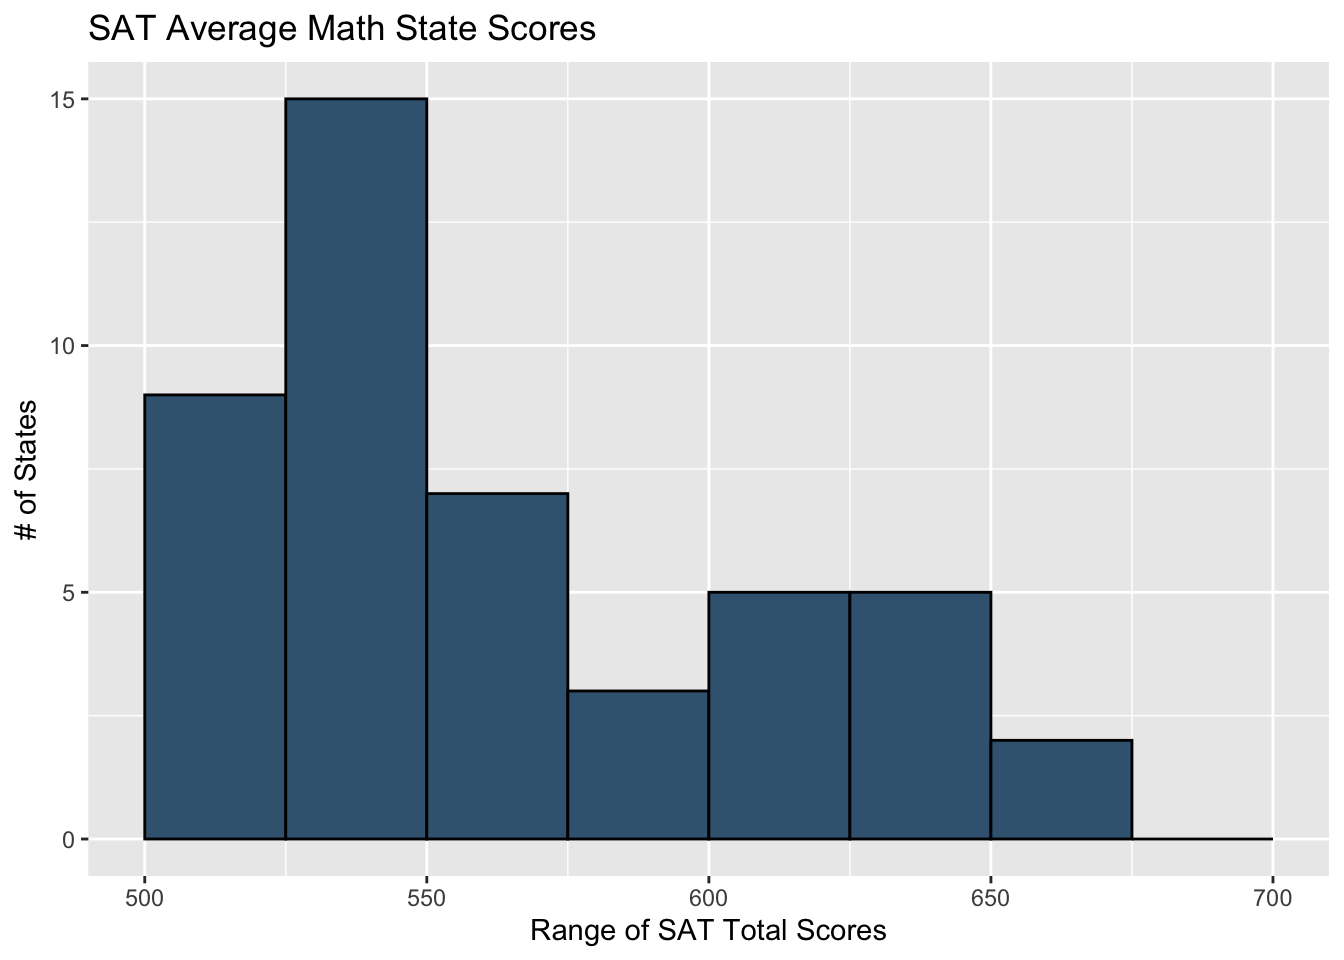 SAT Average Math State Scores
15
10
5
0
# of States
500 550 600 650 700
Range of SAT Total Scores